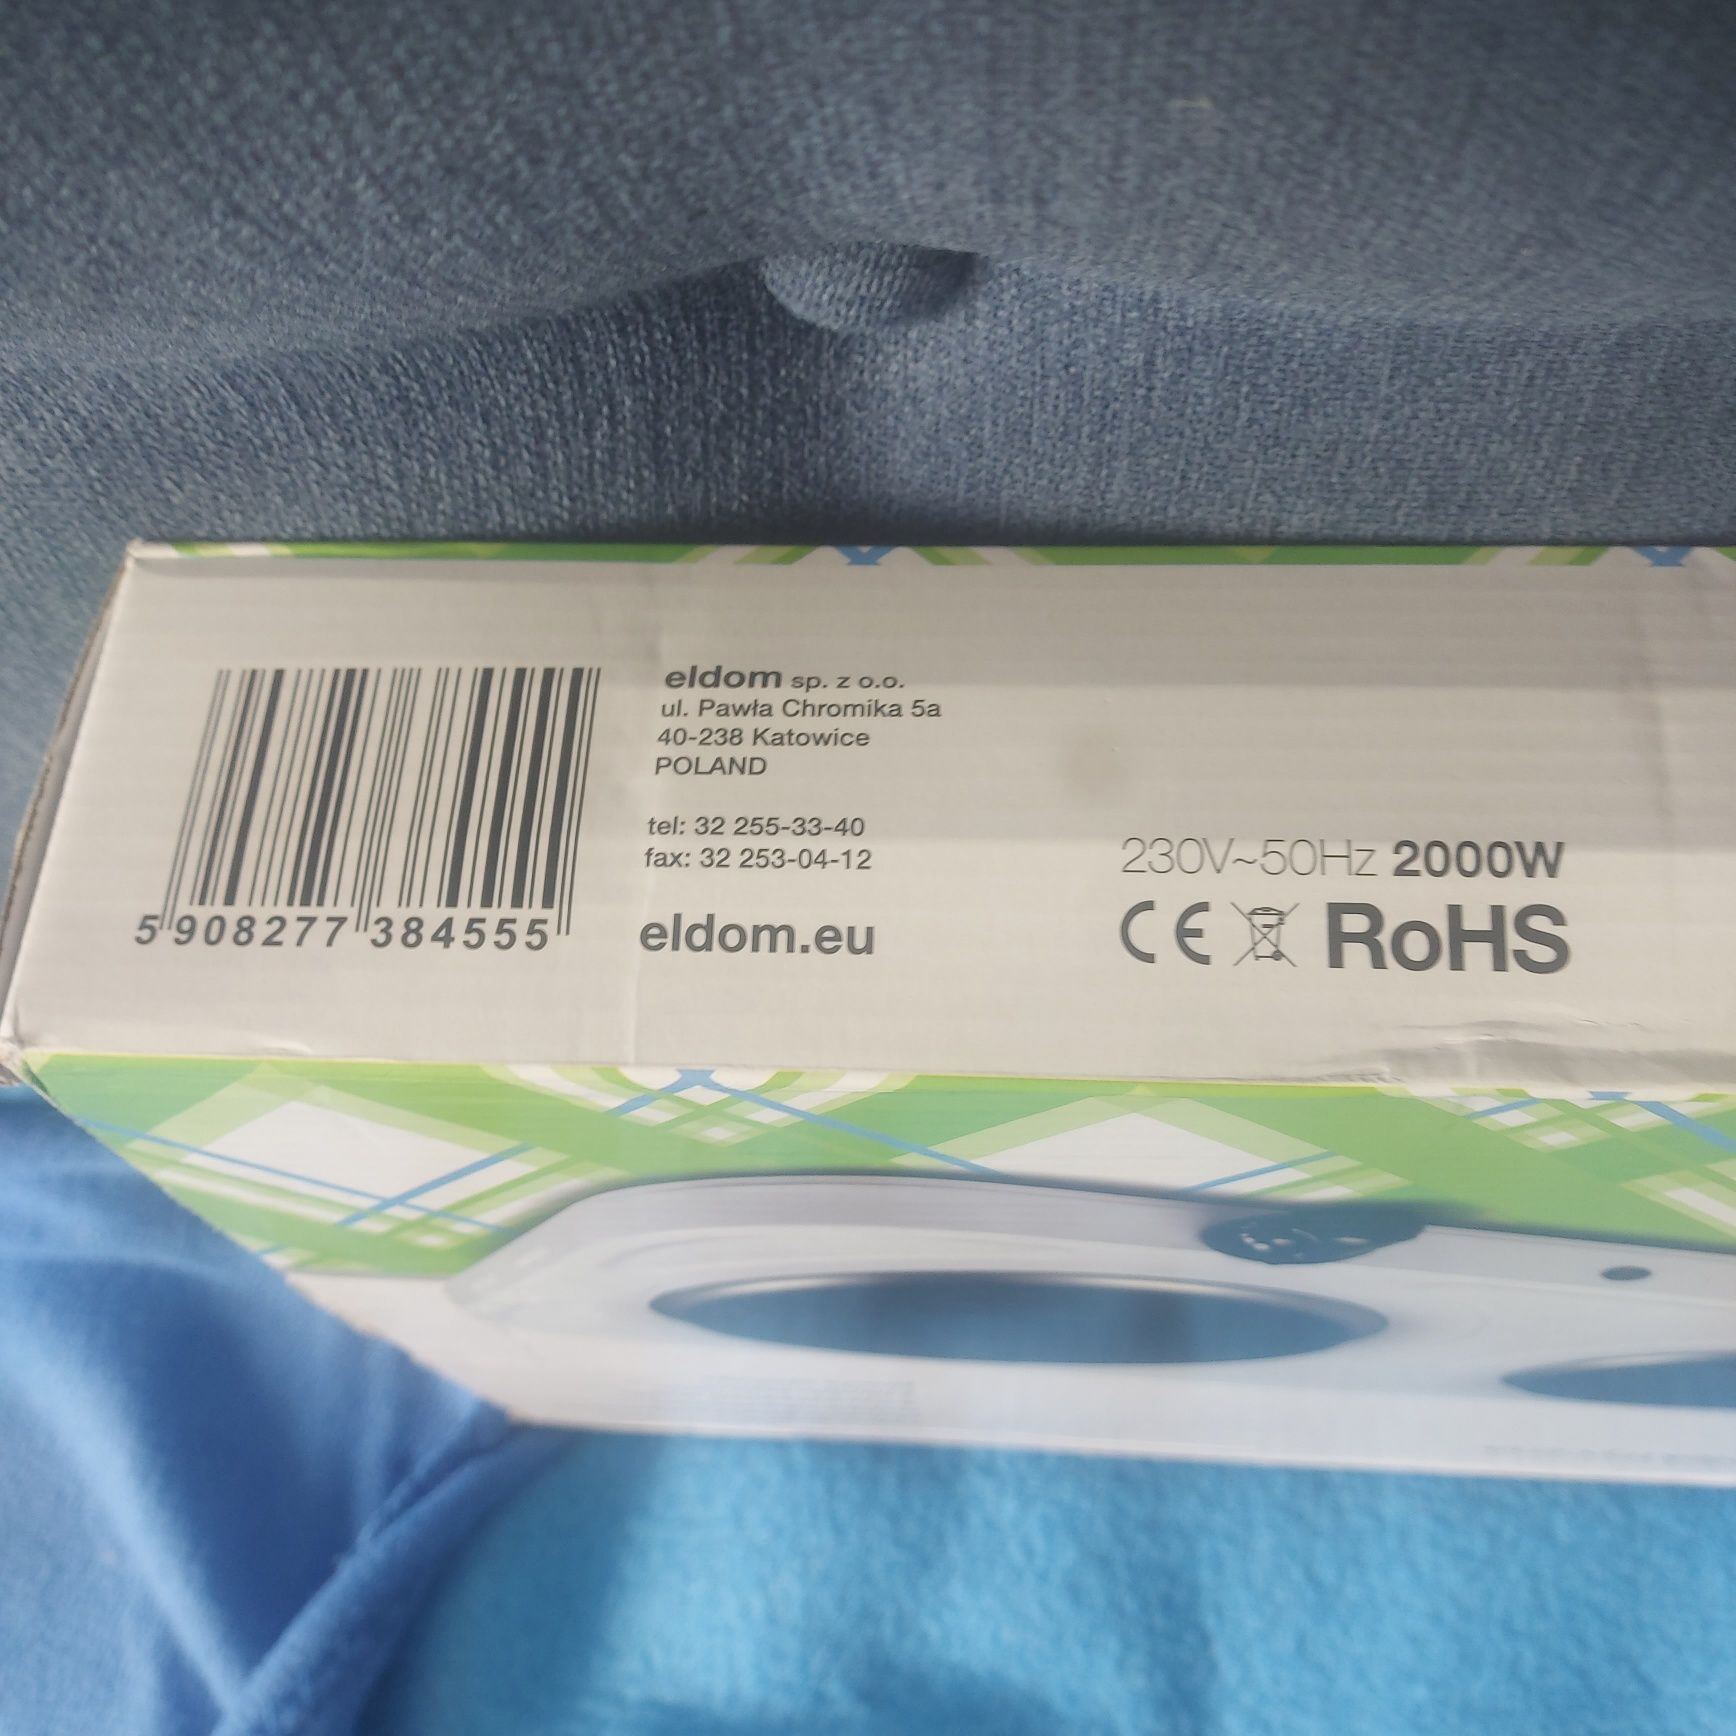 eldom sp. z o.o.
ul. Pawła Chromika 5a
40-238 Katowice
POLAND
tel: 32 255-33-40
fax: 32 253-04-12
eldom.eu
5 908277 384555
230V~50Hz 2000W
CE RoHS